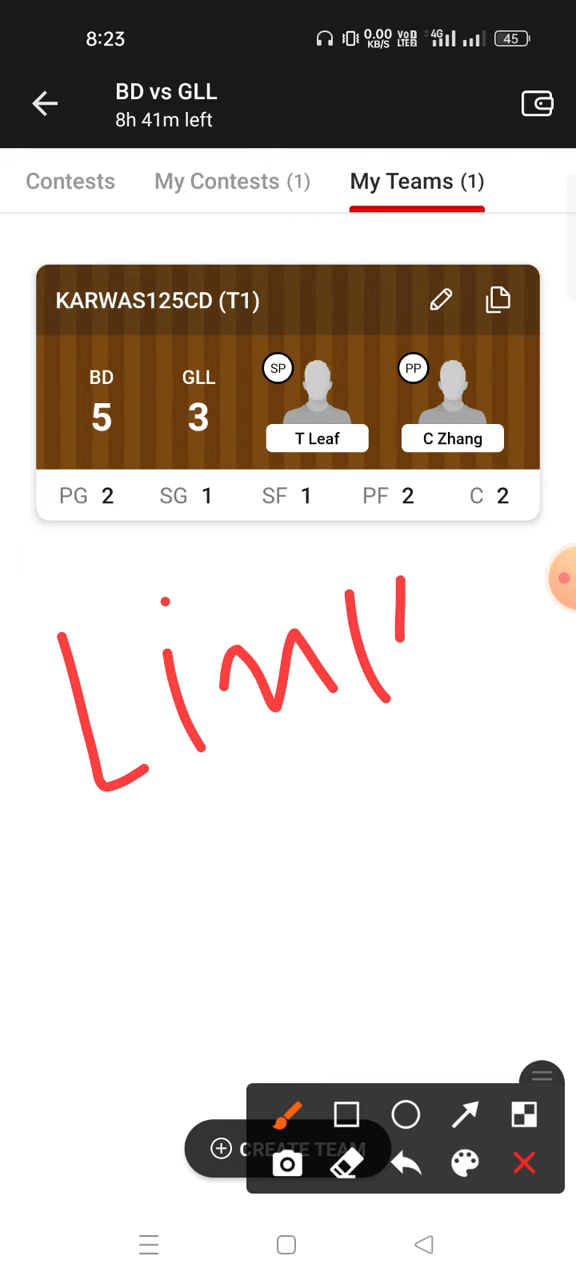 8:23
0.00 KB/S VoD LTE2 4G 45
BD vs GLL
8h 41m left
Contests My Contests (1) My Teams (1)
KARWAS125CD (T1)
BD GLL SP PP
5 3
T Leaf C Zhang
PG 2 SG 1 SF 1 PF 2 C 2
CREATE TEAM